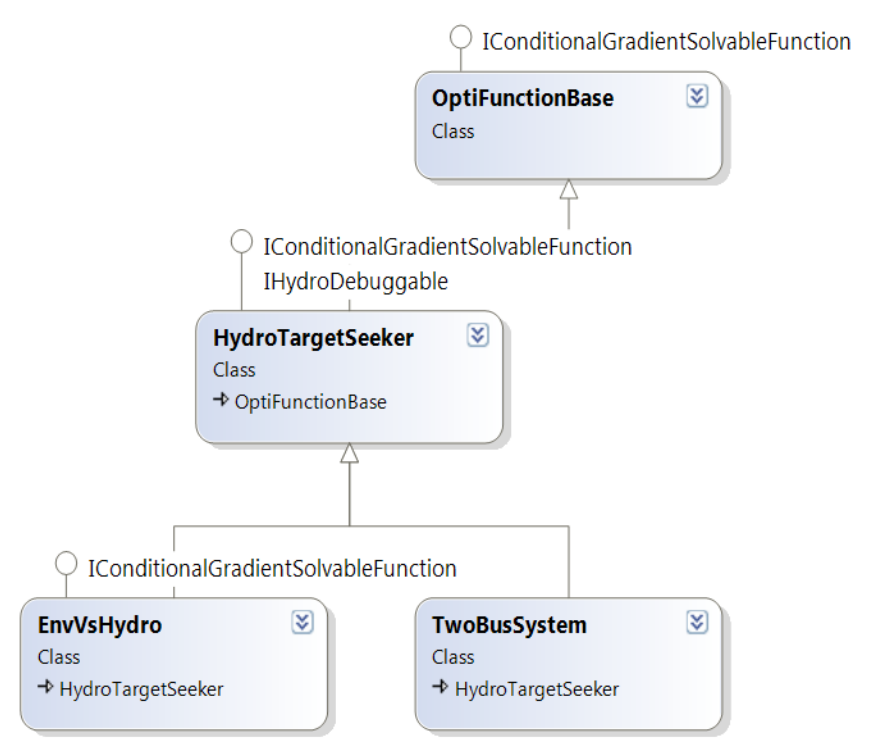 IConditionalGradientSolvableFunction
OptiFunctionBase
Class
IConditionalGradientSolvableFunction
IHydroDebuggable
HydroTargetSeeker
Class
OptiFunctionBase
IConditionalGradientSolvableFunction
EnvVsHydro
Class
HydroTargetSeeker
TwoBusSystem
Class
HydroTargetSeeker